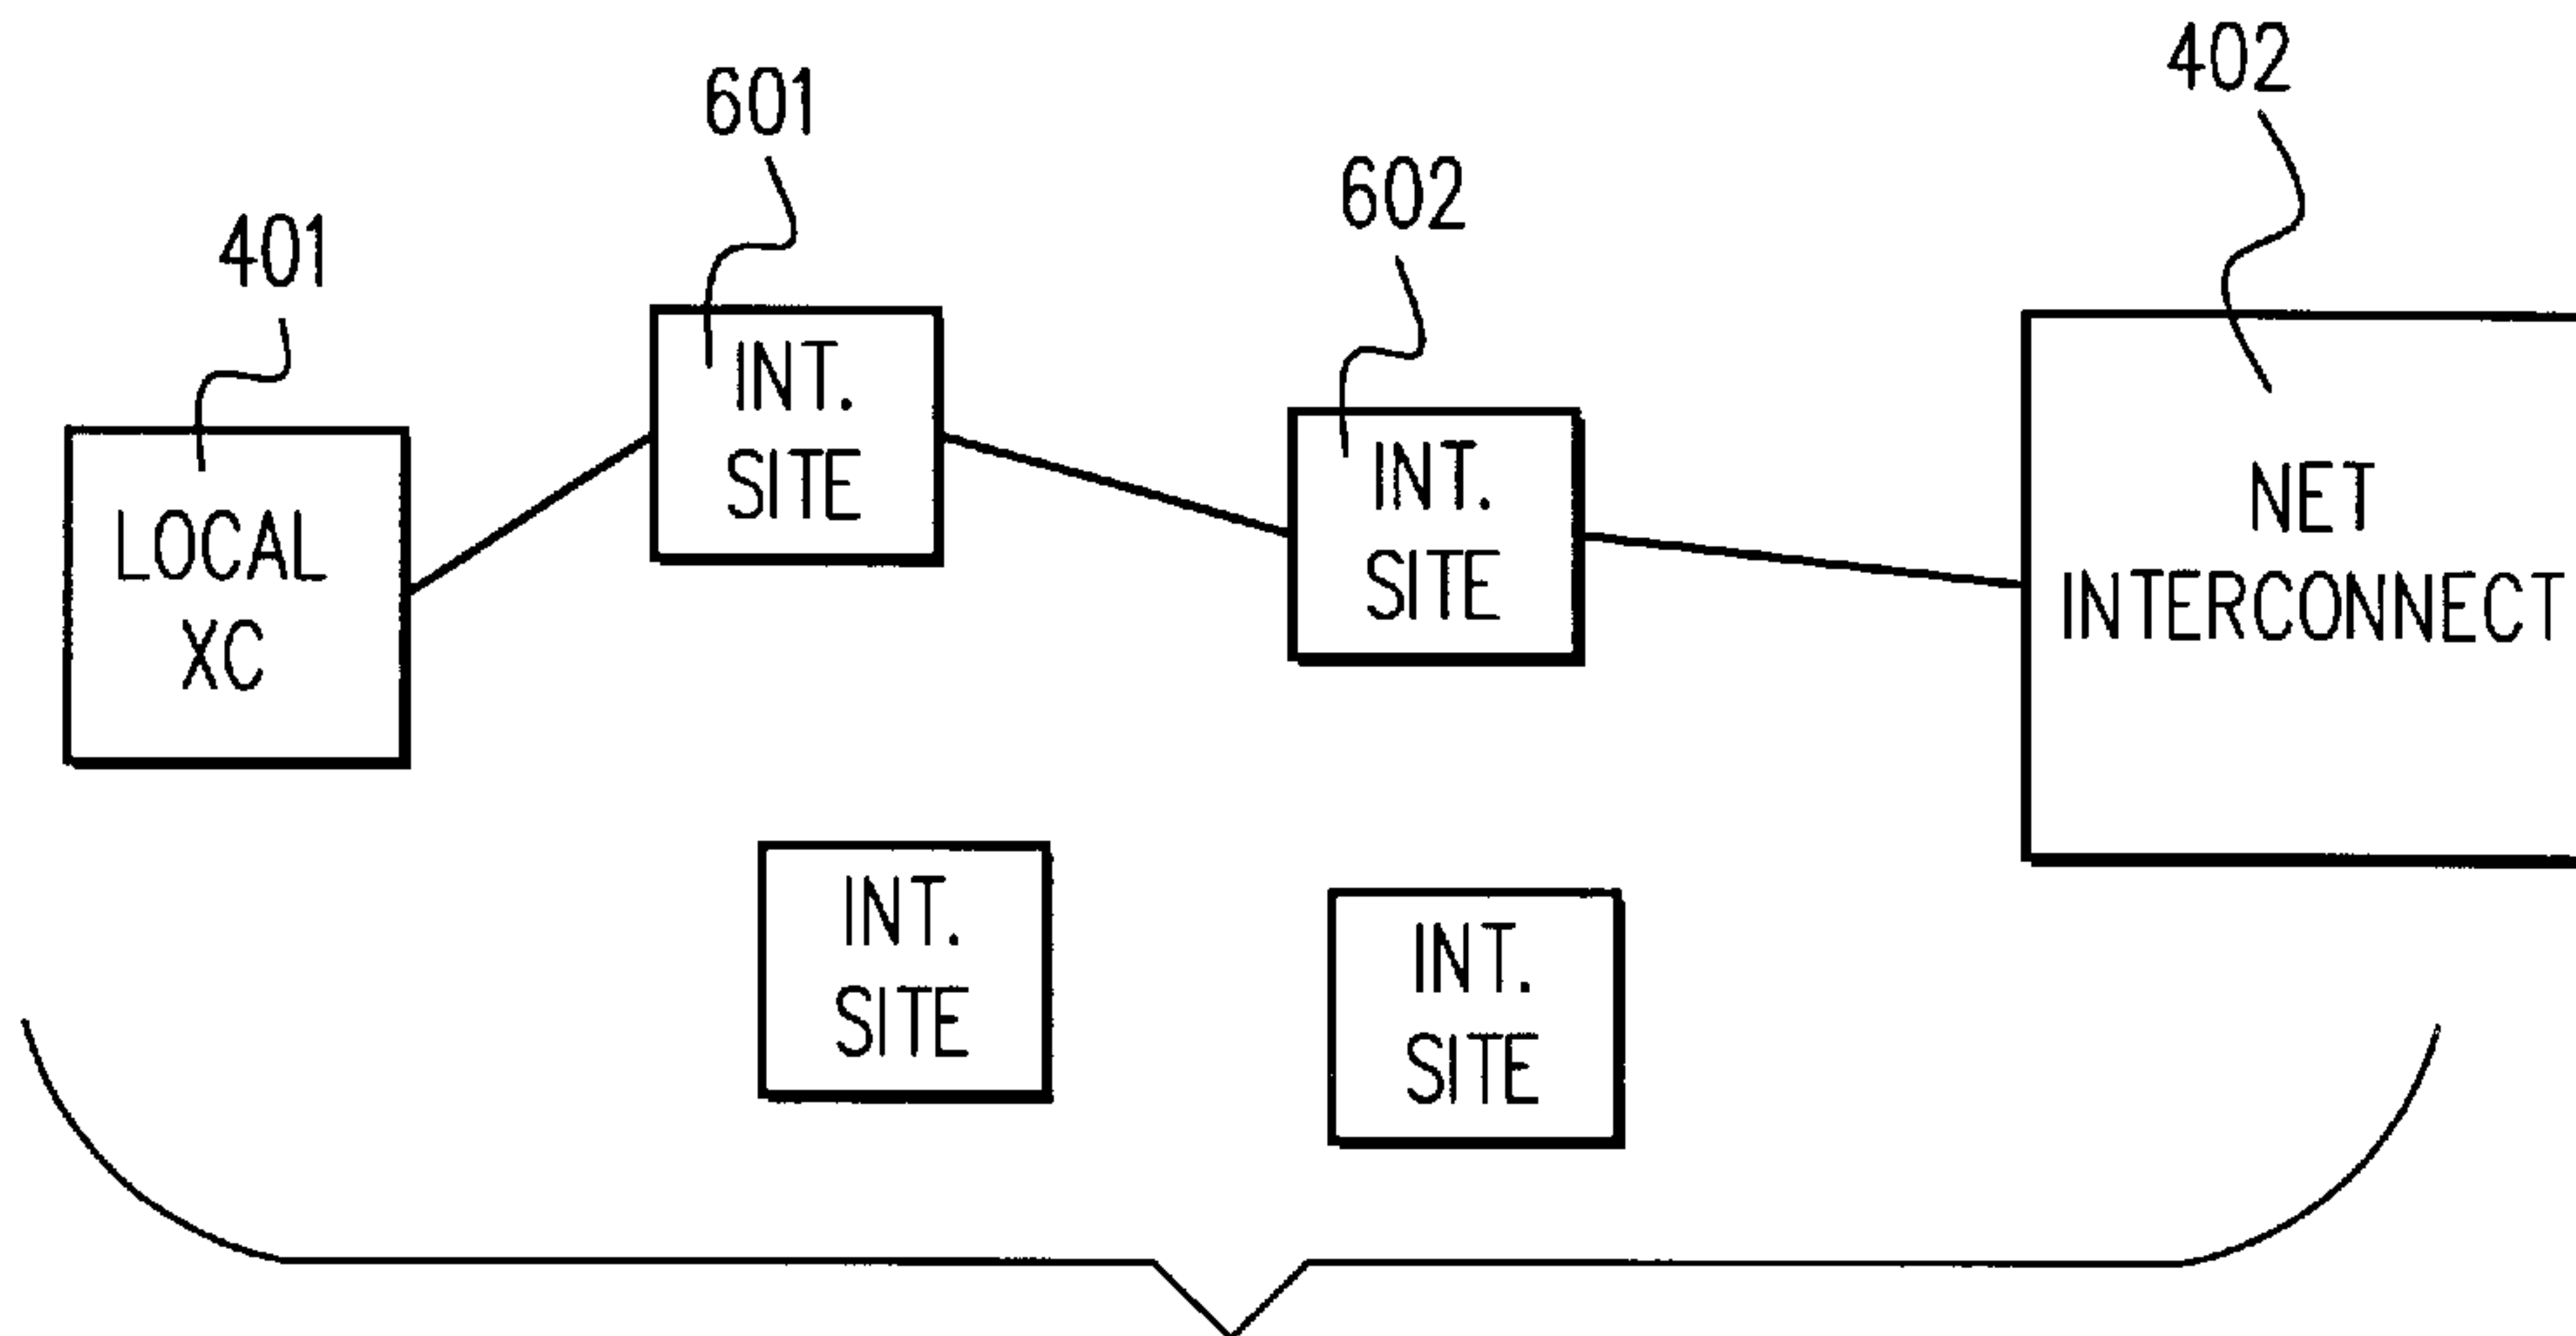 402
601
602
401
INT.
SITE
INT.
SITE
LOCAL
XC
NET
INTERCONNECT
INT.
SITE
INT.
SITE